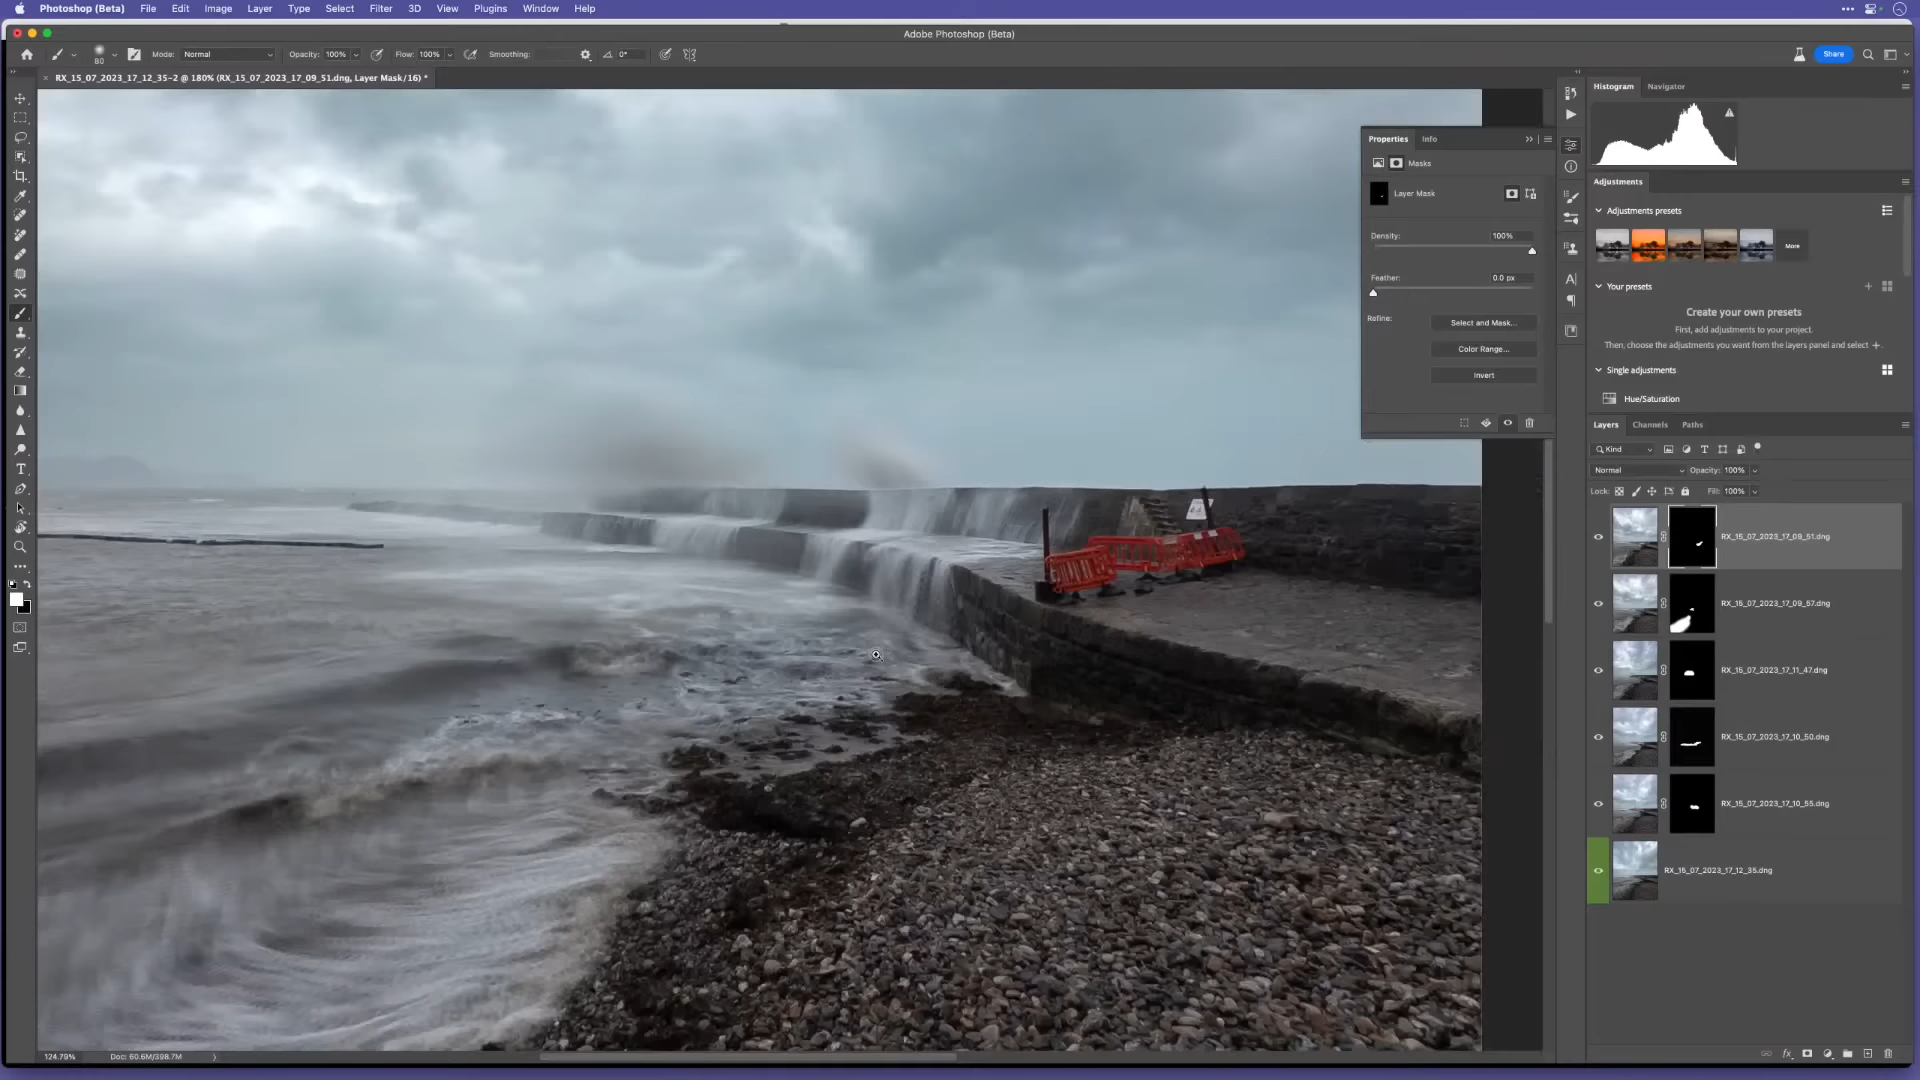 Photoshop (Beta) File Edit Image Layer Type Select Filter 3D View Plugins Window Help
Adobe Photoshop (Beta)
80 Mode: Normal Opacity: 100% Flow: 100% Smoothing: 0° Share
RX_15_07_2023_17_12_35-2 @ 180% (RX_15_07_2023_17_09_51.dng, Layer Mask/16) *
Histogram Navigator
Properties Info
Masks
Layer Mask
Density: 100%
Feather: 0.0 px
Refine:
Select and Mask...
Color Range...
Invert
Adjustments
Adjustments presets
More
Your presets
Create your own presets
First, add adjustments to your project.
Then, choose the adjustments you want from the layers panel and select +.
Single adjustments
Hue/Saturation
Layers Channels Paths
Kind
Normal Opacity: 100%
Lock: Fill: 100%
RX_15_07_2023_17_09_51.dng
RX_15_07_2023_17_09_57.dng
RX_15_07_2023_17_11_47.dng
RX_15_07_2023_17_10_50.dng
RX_15_07_2023_17_10_55.dng
RX_15_07_2023_17_12_35.dng
124.79% Doc: 60.6M/398.7M
fx